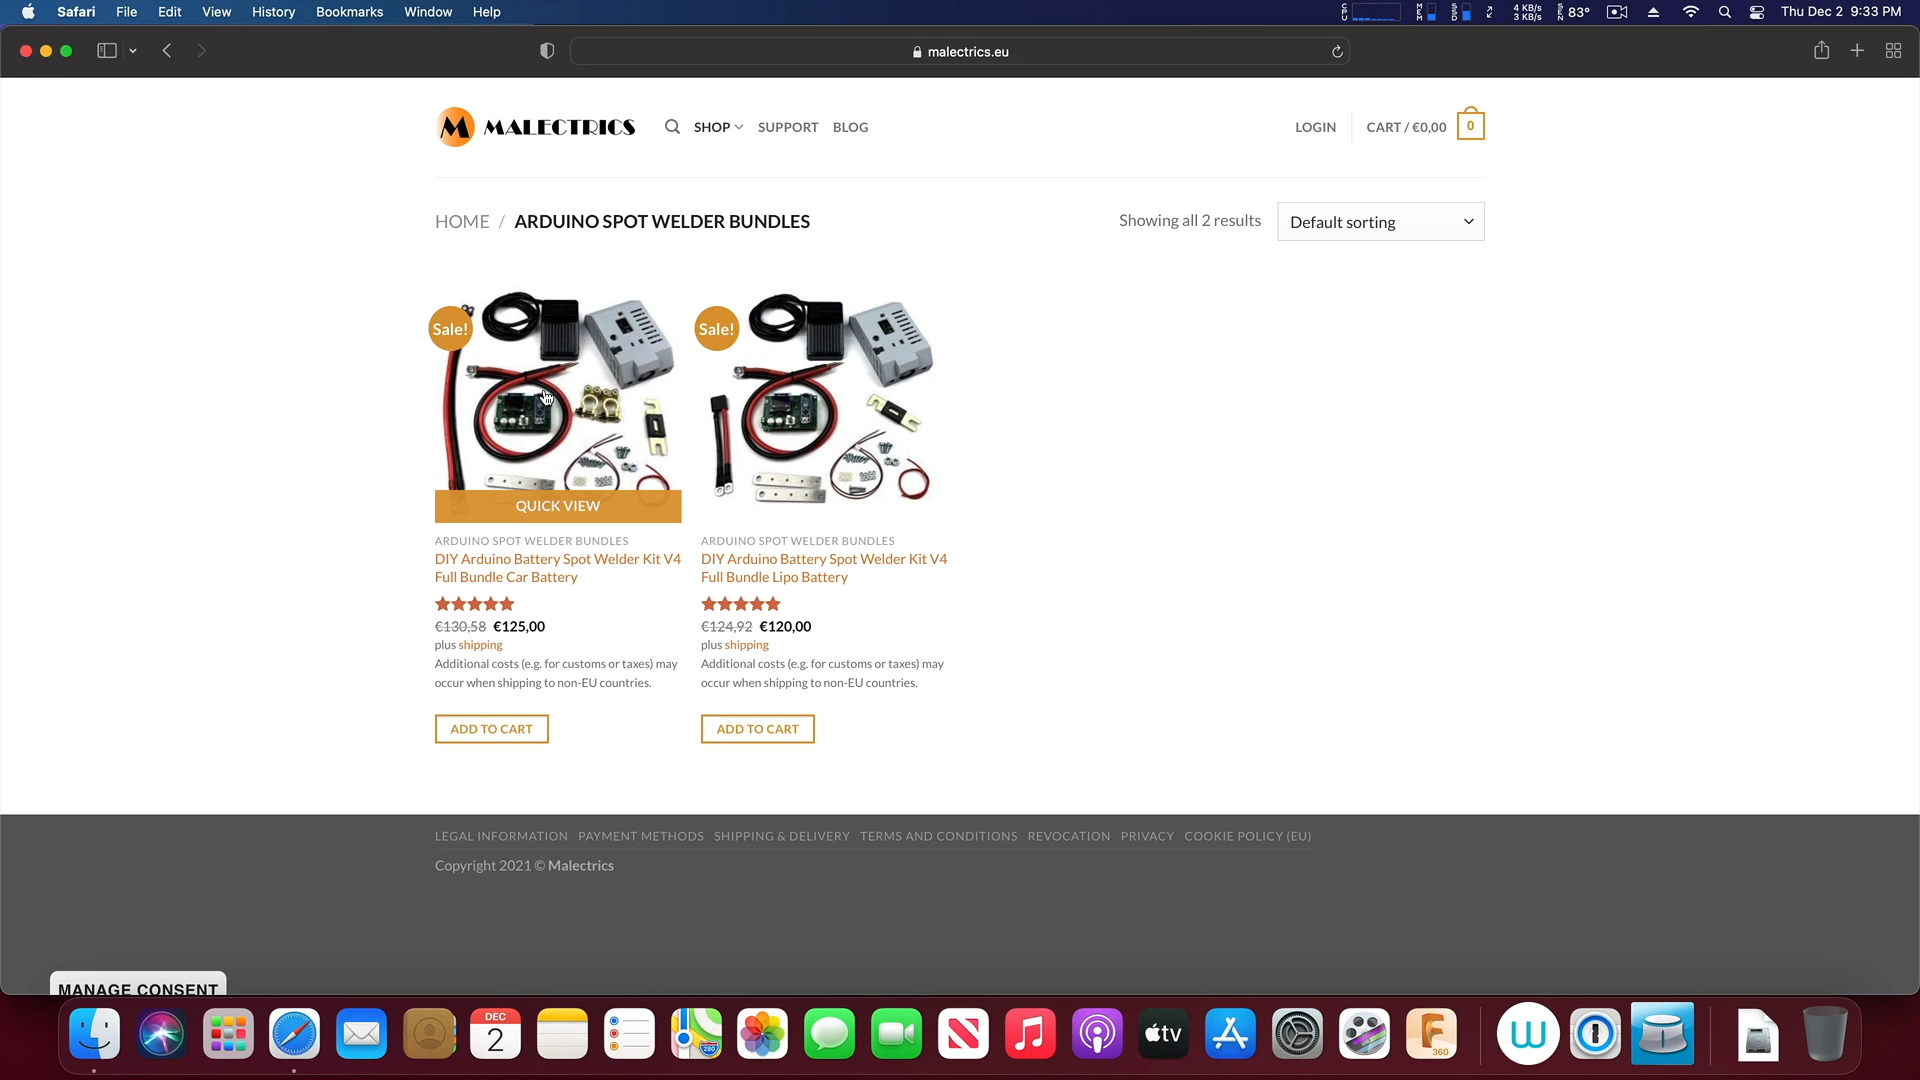 Safari File Edit View History Bookmarks Window Help
CPU MEM SSD 4 KB/s 3 KB/s SEN 83° Thu Dec 2 9:33 PM
malectrics.eu
M MALECTRICS SHOP SUPPORT BLOG LOGIN CART / €0,00 0
HOME / ARDUINO SPOT WELDER BUNDLES Showing all 2 results Default sorting
Sale! Sale!
QUICK VIEW
ARDUINO SPOT WELDER BUNDLES
DIY Arduino Battery Spot Welder Kit V4
Full Bundle Car Battery
€130,58 €125,00
plus shipping
Additional costs (e.g. for customs or taxes) may
occur when shipping to non-EU countries.
ADD TO CART
ARDUINO SPOT WELDER BUNDLES
DIY Arduino Battery Spot Welder Kit V4
Full Bundle Lipo Battery
€124,92 €120,00
plus shipping
Additional costs (e.g. for customs or taxes) may
occur when shipping to non-EU countries.
ADD TO CART
LEGAL INFORMATION PAYMENT METHODS SHIPPING & DELIVERY TERMS AND CONDITIONS REVOCATION PRIVACY COOKIE POLICY (EU)
Copyright 2021 © Malectrics
MANAGE CONSENT
DEC
2
280
tv
360
W